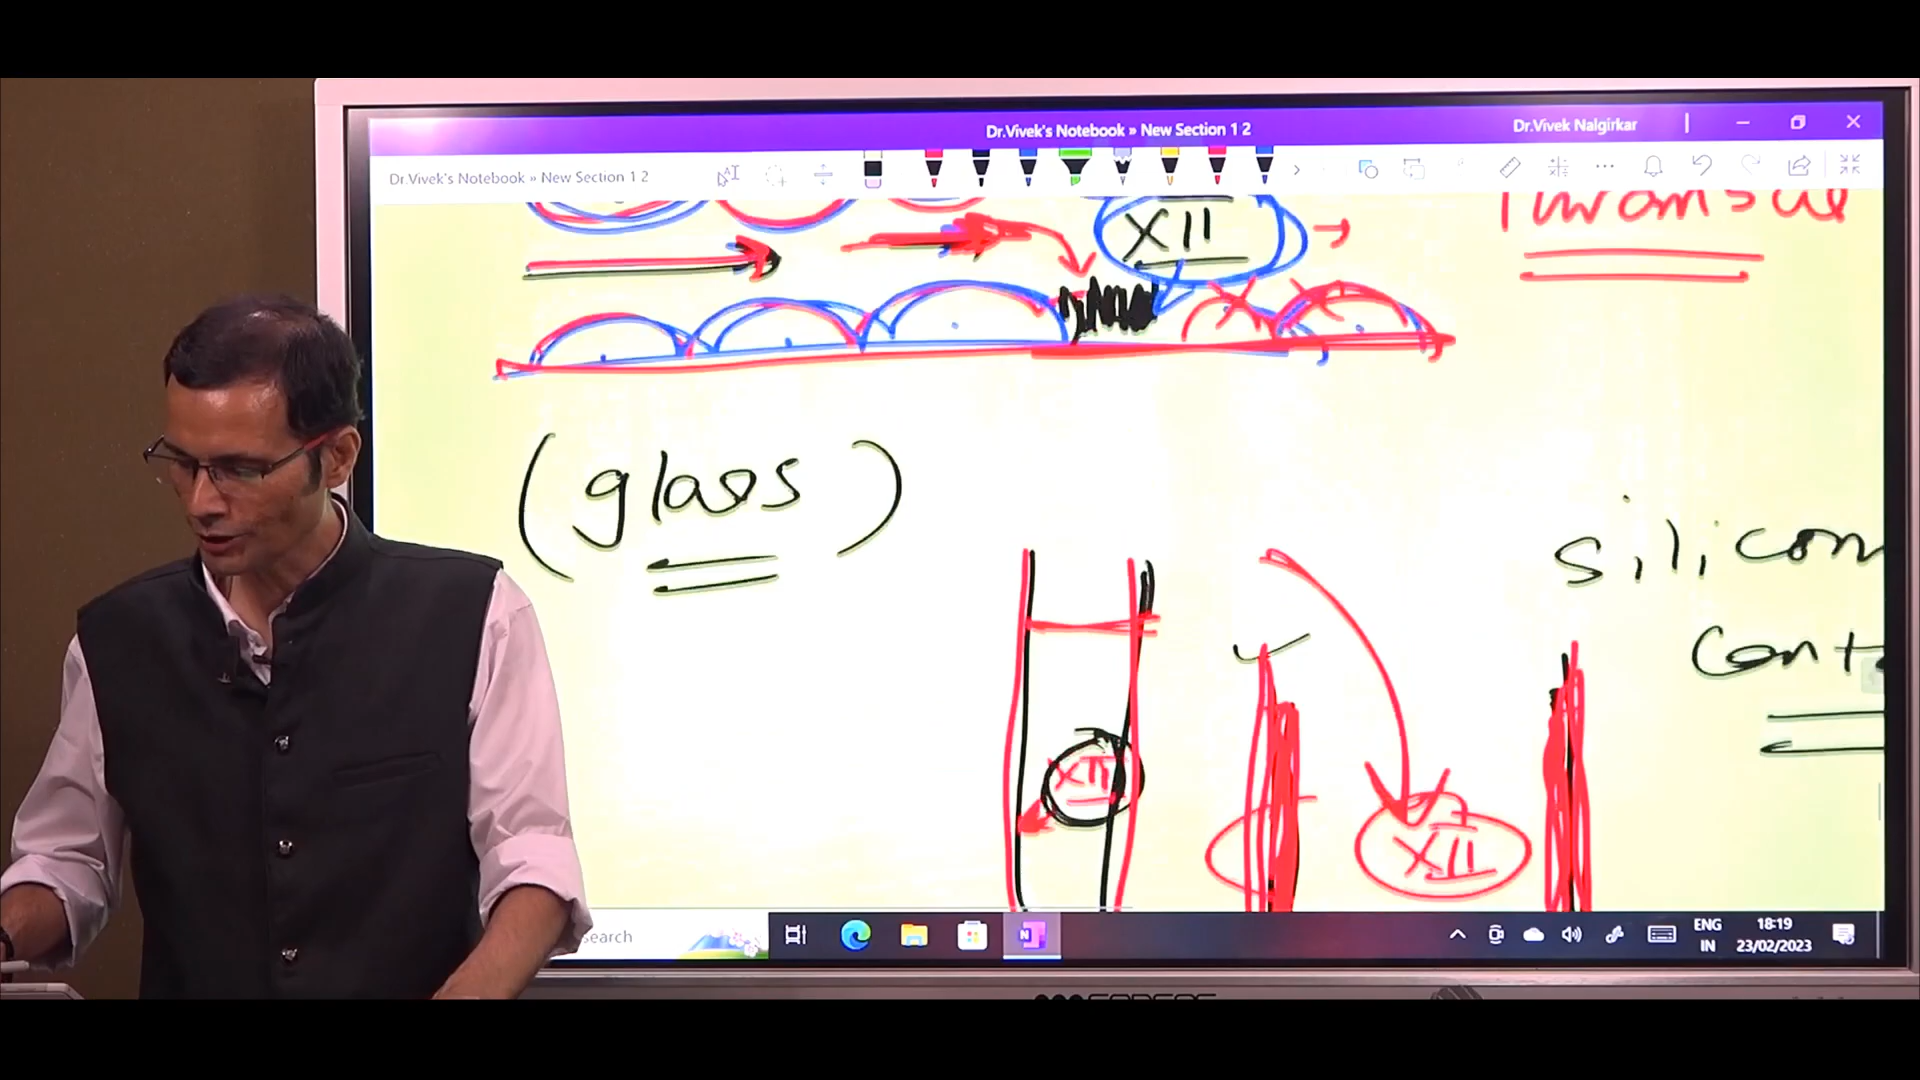 Dr.Vivek's Notebook » New Section 1 2
Dr.Vivek Nalgirkar
Dr.Vivek's Notebook » New Section 1 2
XII
(glass)
silicon
cont
XII
XII
search
ENG
IN
18:19
23/02/2023